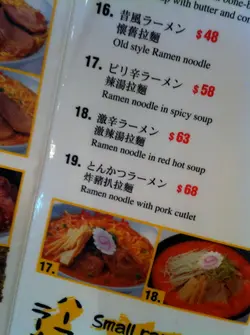 with butter and cor
16. 昔風ラーメン $48
懷舊拉麵
Old style Ramen noodle
17. ピリ辛ラーメン $58
辣湯拉麵
Ramen noodle in spicy soup
18. 激辛ラーメン $63
激辣湯拉麵
Ramen noodle in red hot soup
19. とんかつラーメン $68
炸豬扒拉麵
Ramen noodle with pork cutlet
17.
18.
Small